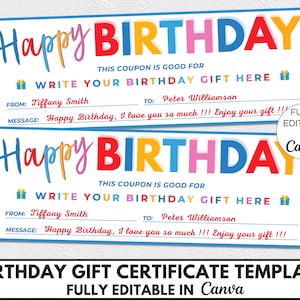 Happy BIRTHDAY
THIS COUPON IS GOOD FOR
WRITE YOUR BIRTHDAY GIFT HERE
FROM: Tiffany Smith TO: Peter Williamson
MESSAGE: Happy Birthday, I love you so much !!! Enjoy your gift !!!
FU
EDIT
Can
Happy BIRTHDAY
THIS COUPON IS GOOD FOR
WRITE YOUR BIRTHDAY GIFT HERE
FROM: Tiffany Smith TO: Peter Williamson
MESSAGE: Happy Birthday, I love you so much !!! Enjoy your gift !!!
IRTHDAY GIFT CERTIFICATE TEMPLA
FULLY EDITABLE IN Canva